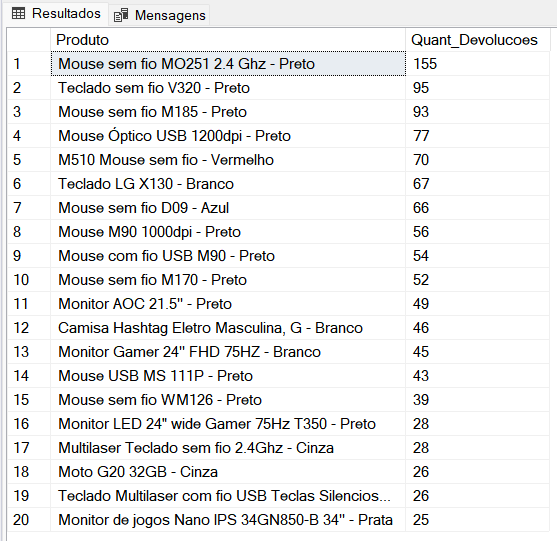 Resultados Mensagens
Produto Quant_Devolucoes
1 Mouse sem fio MO251 2.4 Ghz - Preto 155
2 Teclado sem fio V320 - Preto 95
3 Mouse sem fio M185 - Preto 93
4 Mouse Óptico USB 1200dpi - Preto 77
5 M510 Mouse sem fio - Vermelho 70
6 Teclado LG X130 - Branco 67
7 Mouse sem fio D09 - Azul 66
8 Mouse M90 1000dpi - Preto 56
9 Mouse com fio USB M90 - Preto 54
10 Mouse sem fio M170 - Preto 52
11 Monitor AOC 21.5" - Preto 49
12 Camisa Hashtag Eletro Masculina, G - Branco 46
13 Monitor Gamer 24" FHD 75HZ - Branco 45
14 Mouse USB MS 111P - Preto 43
15 Mouse sem fio WM126 - Preto 39
16 Monitor LED 24" wide Gamer 75Hz T350 - Preto 28
17 Multilaser Teclado sem fio 2.4Ghz - Cinza 28
18 Moto G20 32GB - Cinza 26
19 Teclado Multilaser com fio USB Teclas Silencios... 26
20 Monitor de jogos Nano IPS 34GN850-B 34" - Prata 25